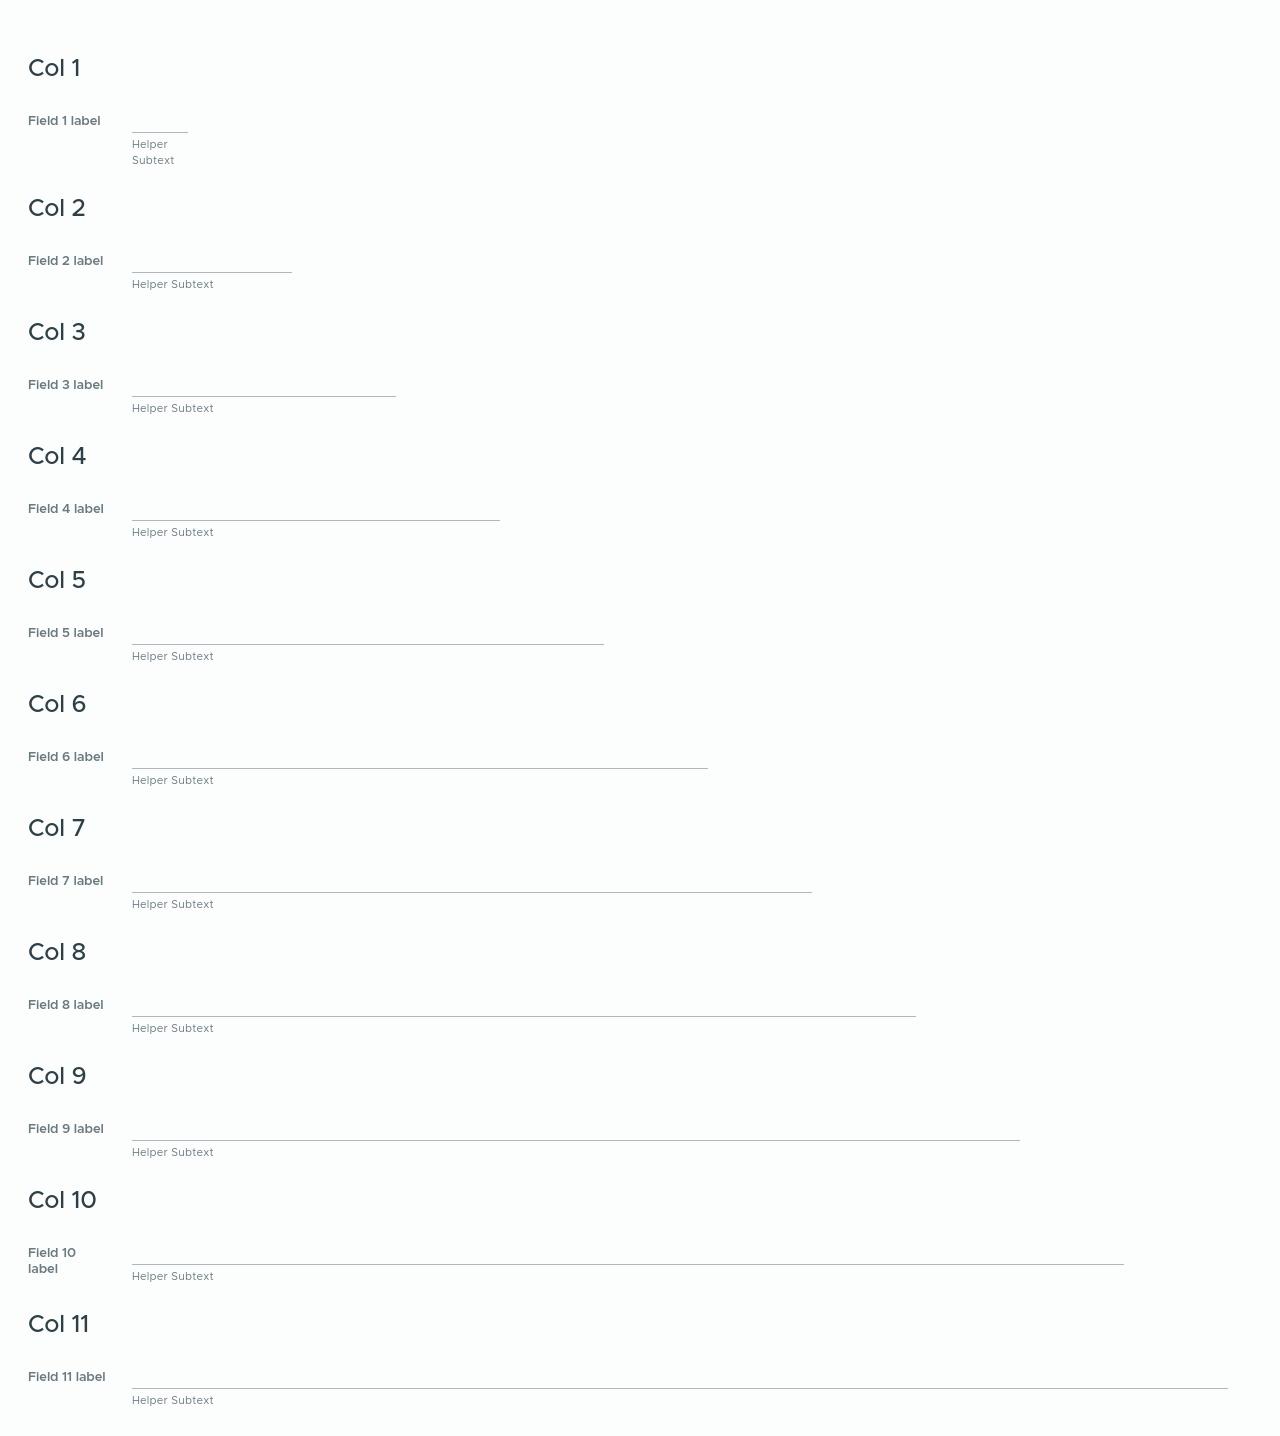 Col 1
Field 1 label
Helper
Subtext
Col 2
Field 2 label
Helper Subtext
Col 3
Field 3 label
Helper Subtext
Col 4
Field 4 label
Helper Subtext
Col 5
Field 5 label
Helper Subtext
Col 6
Field 6 label
Helper Subtext
Col 7
Field 7 label
Helper Subtext
Col 8
Field 8 label
Helper Subtext
Col 9
Field 9 label
Helper Subtext
Col 10
Field 10
label
Helper Subtext
Col 11
Field 11 label
Helper Subtext